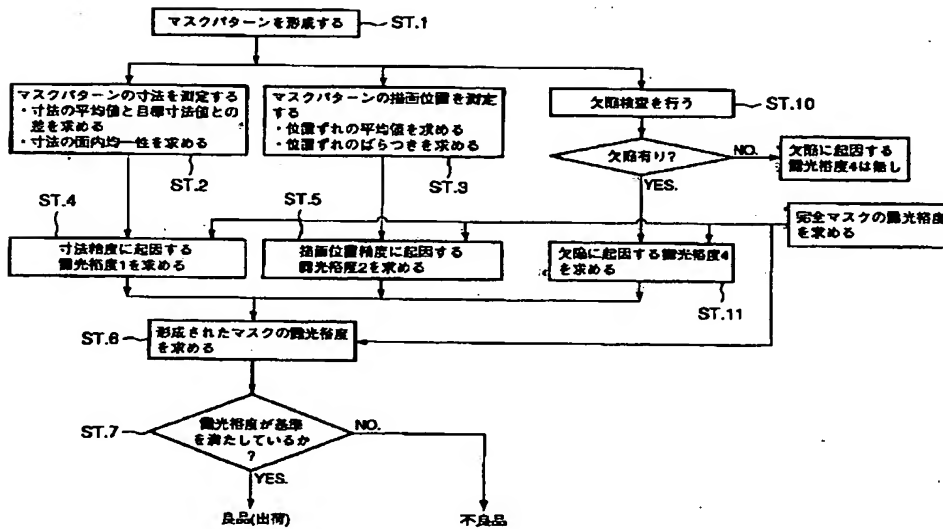 マスクパターンを形成する
ST.1
マスクパターンの寸法を測定する
・寸法の平均値と目標寸法値との
差を求める
・寸法の面内均一性を求める
ST.2
マスクパターンの描画位置を測定
する
・位置ずれの平均値を求める
・位置ずれのばらつきを求める
ST.3
欠陥検査を行う
ST.10
欠陥有り?
NO.
YES.
欠陥に起因する
露光裕度4は無し
完全マスクの露光裕度
を求める
ST.4
寸法精度に起因する
露光裕度1を求める
ST.5
描画位置精度に起因する
露光裕度2を求める
欠陥に起因する露光裕度4
を求める
ST.11
ST.6
形成されたマスクの露光裕度
を求める
ST.7
露光裕度が基準
を満たしているか
?
NO.
YES.
良品(出荷)
不良品